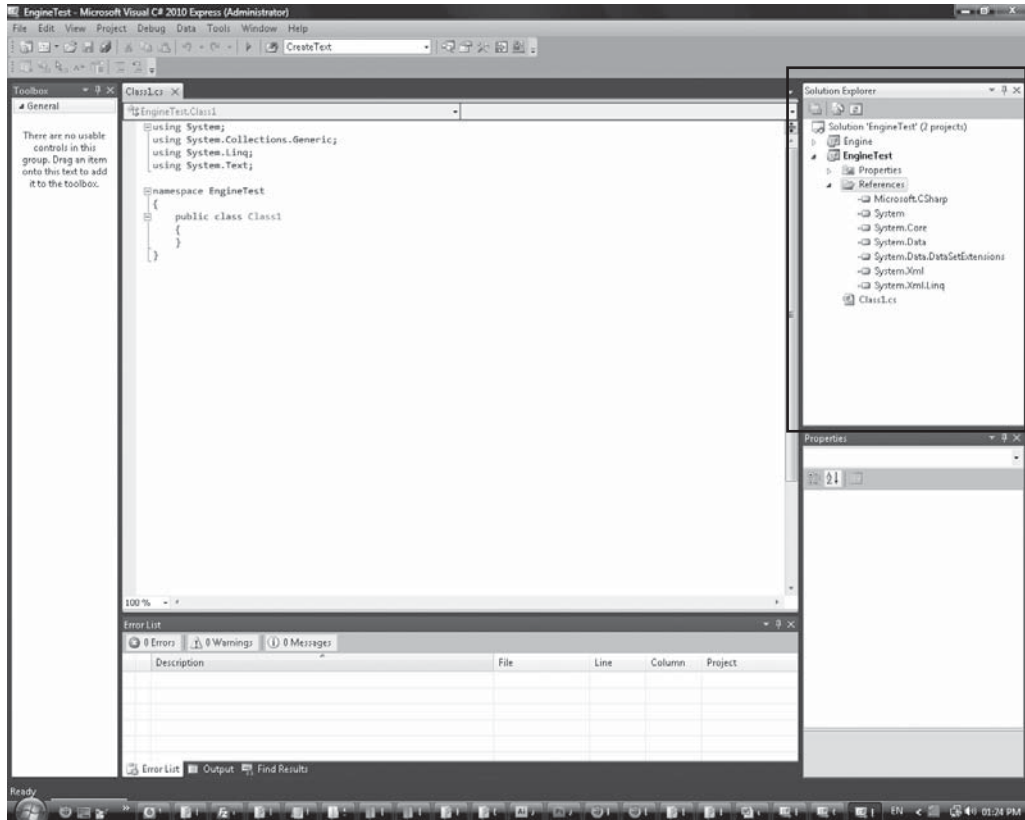 EngineTest - Microsoft Visual C# 2010 Express (Administrator)
File Edit View Project Debug Data Tools Window Help
CreateText
Toolbox
General
There are no usable
controls in this
group. Drag an item
onto this text to add
it to the toolbox.
Class1.cs
EngineTest.Class1
using System;
using System.Collections.Generic;
using System.Linq;
using System.Text;
namespace EngineTest
{
public class Class1
{
}
}
100 %
Error List
0 Errors 0 Warnings 0 Messages
Description File Line Column Project
Error List Output Find Results
Solution Explorer
Solution 'EngineTest' (2 projects)
Engine
EngineTest
Properties
References
Microsoft.CSharp
System
System.Core
System.Data
System.Data.DataSetExtensions
System.Xml
System.Xml.Linq
Class1.cs
Properties
Ready
EN 01:24 PM